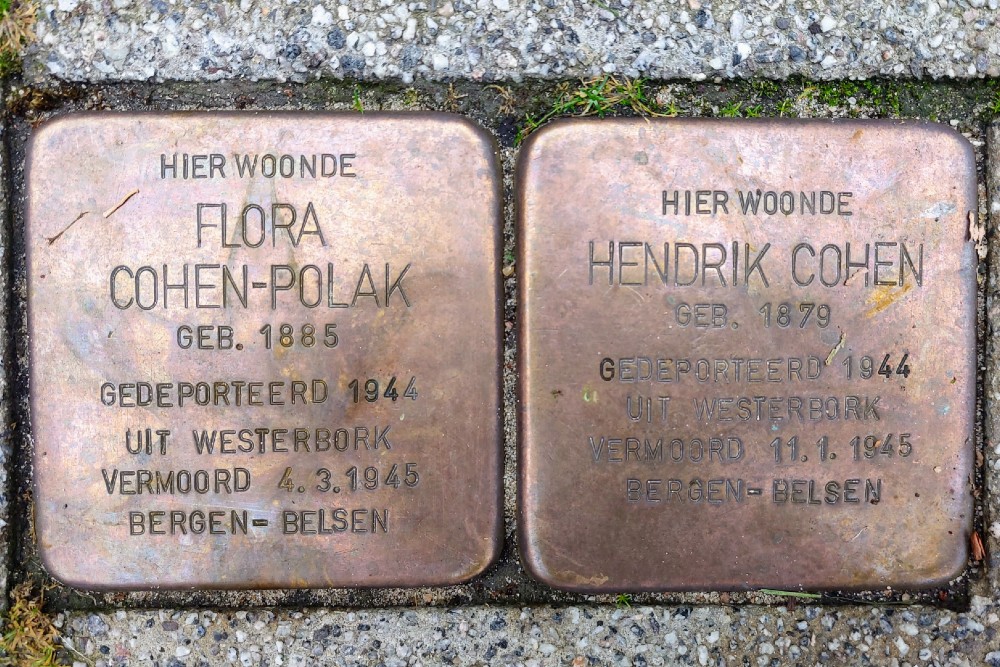 HIER WOONDE
FLORA
COHEN-POLAK
GEB. 1885
GEDEPORTEERD 1944
UIT WESTERBORK
VERMOORD 4.3.1945
BERGEN-BELSEN
HIER WOONDE
HENDRIK COHEN
GEB. 1879
GEDEPORTEERD 1944
UIT WESTERBORK
VERMOORD 11.1.1945
BERGEN-BELSEN